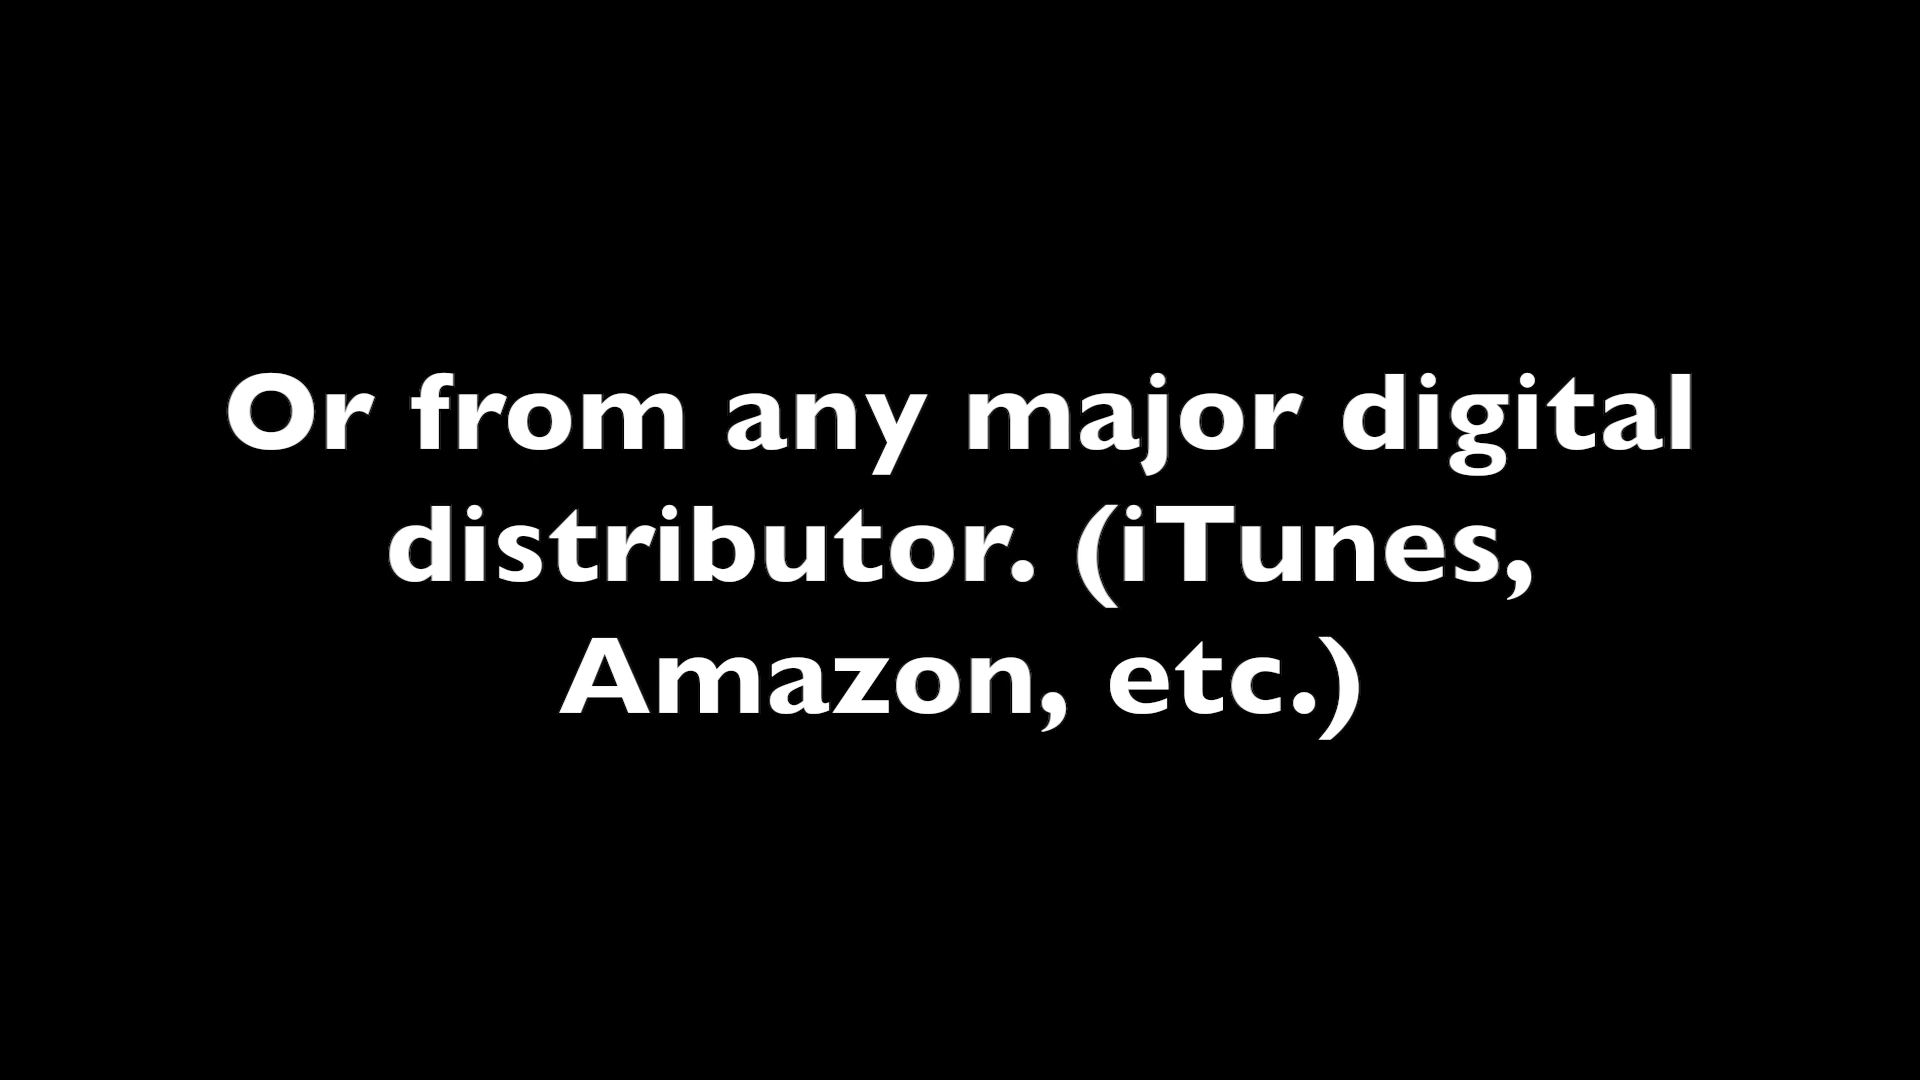 Or from any major digital
distributor. (iTunes,
Amazon, etc.)